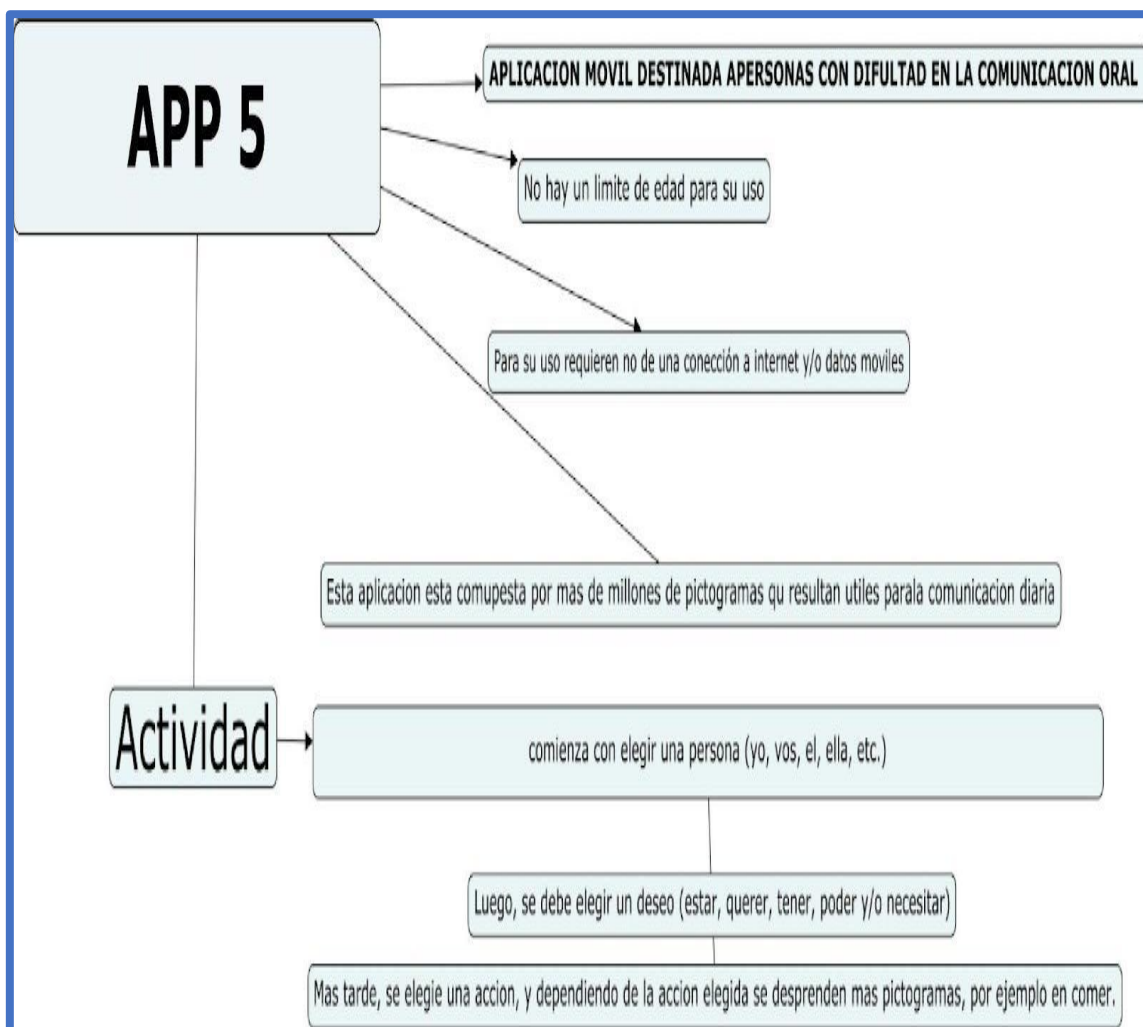 APP 5
APLICACION MOVIL DESTINADA APERSONAS CON DIFULTAD EN LA COMUNICACION ORAL
No hay un limite de edad para su uso
Para su uso requieren no de una conección a internet y/o datos moviles
Esta aplicacion esta comupesta por mas de millones de pictogramas qu resultan utiles parala comunicacion diaria
Actividad
comienza con elegir una persona (yo, vos, el, ella, etc.)
Luego, se debe elegir un deseo (estar, querer, tener, poder y/o necesitar)
Mas tarde, se elegie una accion, y dependiendo de la accion elegida se desprenden mas pictogramas, por ejemplo en comer.